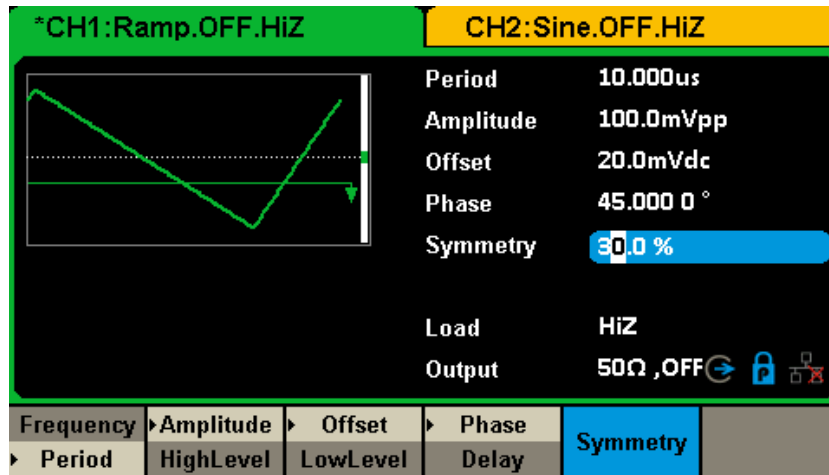 *CH1:Ramp.OFF.HiZ CH2:Sine.OFF.HiZ
Period 10.000us
Amplitude 100.0mVpp
Offset 20.0mVdc
Phase 45.000 0 °
Symmetry 30.0 %
Load HiZ
Output 50Ω ,OFF P
Frequency Amplitude Offset Phase Symmetry
Period HighLevel LowLevel Delay